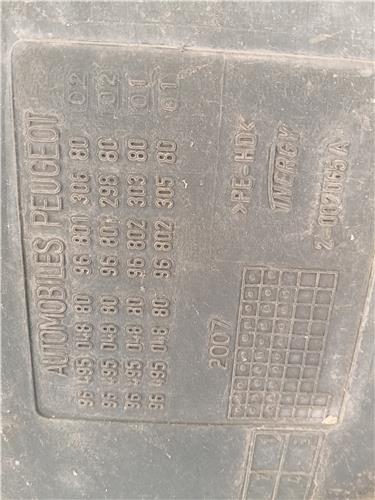 AUTOMOBILES PEUGEOT
96 495 048 80 96 801 306 80 02
96 495 048 80 96 801 298 80 02
96 495 048 80 96 802 303 80 01
96 495 048 80 96 802 305 80 01
>PE-HD<
INERGY
2-0020657A
2007